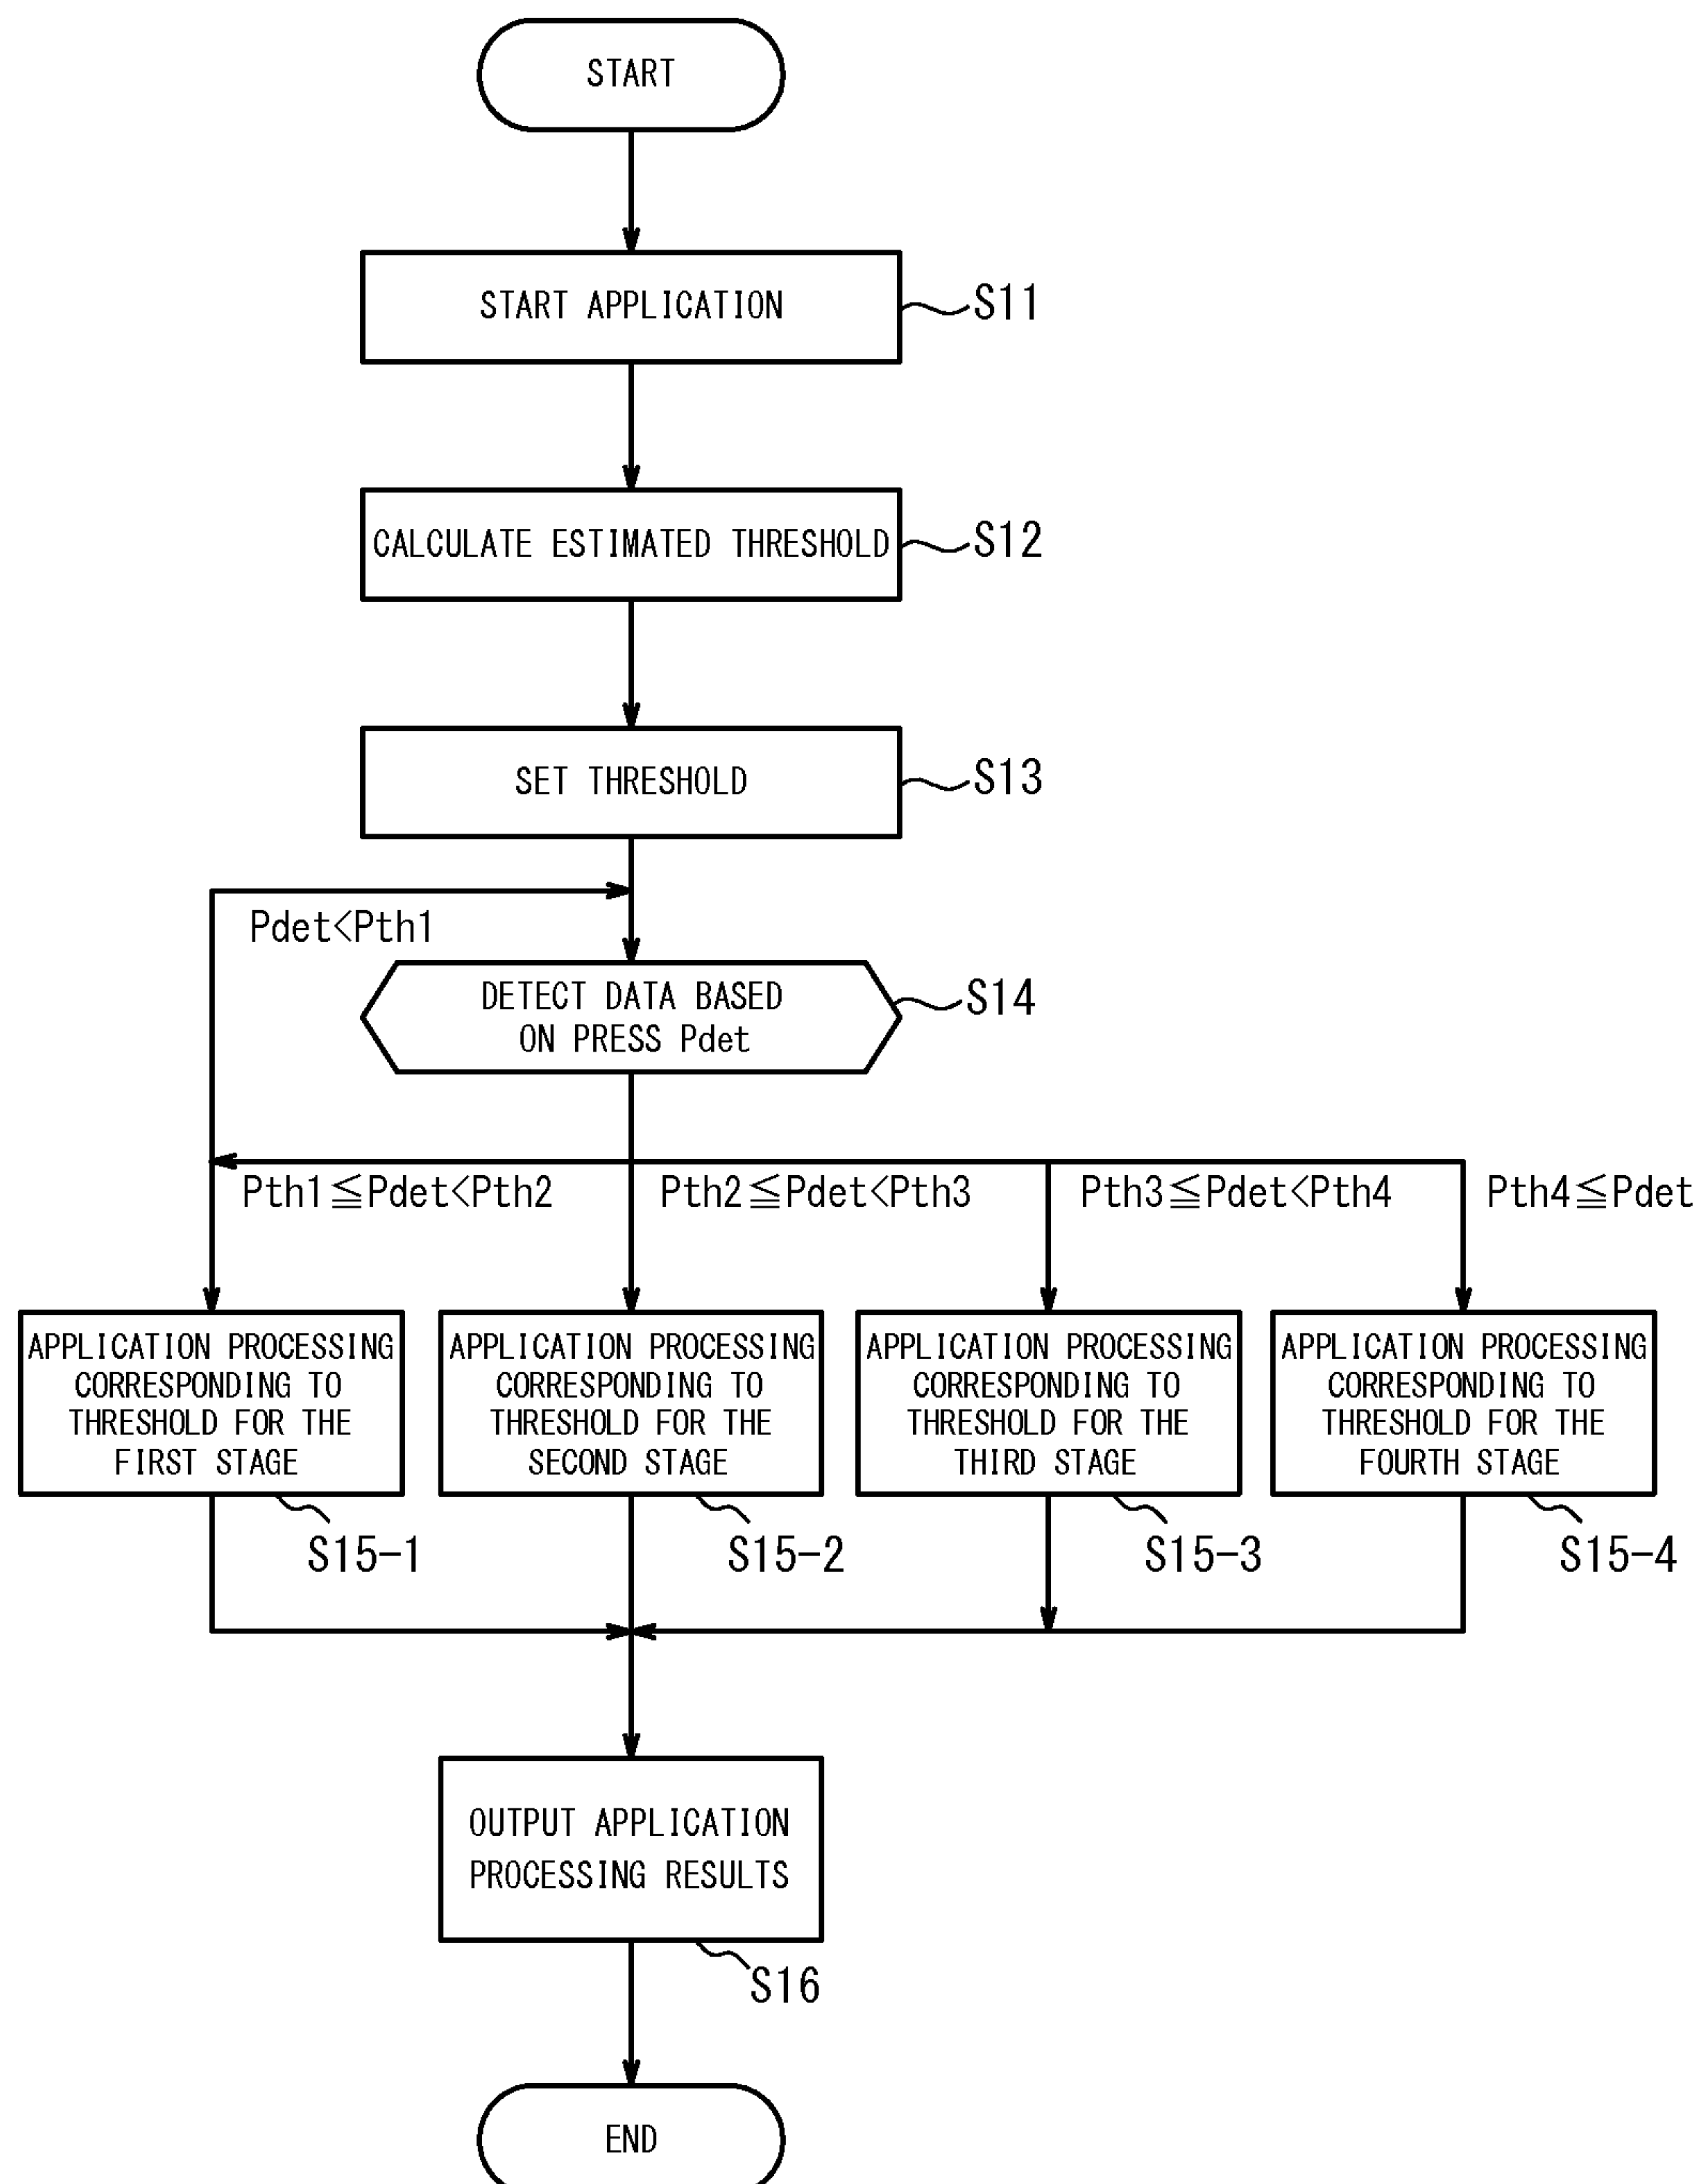 START
START APPLICATION
S11
CALCULATE ESTIMATED THRESHOLD
S12
SET THRESHOLD
S13
Pdet<Pth1
DETECT DATA BASED
ON PRESS Pdet
S14
Pth1≦Pdet<Pth2
Pth2≦Pdet<Pth3
Pth3≦Pdet<Pth4
Pth4≦Pdet
APPLICATION PROCESSING
CORRESPONDING TO
THRESHOLD FOR THE
FIRST STAGE
S15-1
APPLICATION PROCESSING
CORRESPONDING TO
THRESHOLD FOR THE
SECOND STAGE
S15-2
APPLICATION PROCESSING
CORRESPONDING TO
THRESHOLD FOR THE
THIRD STAGE
S15-3
APPLICATION PROCESSING
CORRESPONDING TO
THRESHOLD FOR THE
FOURTH STAGE
S15-4
OUTPUT APPLICATION
PROCESSING RESULTS
S16
END